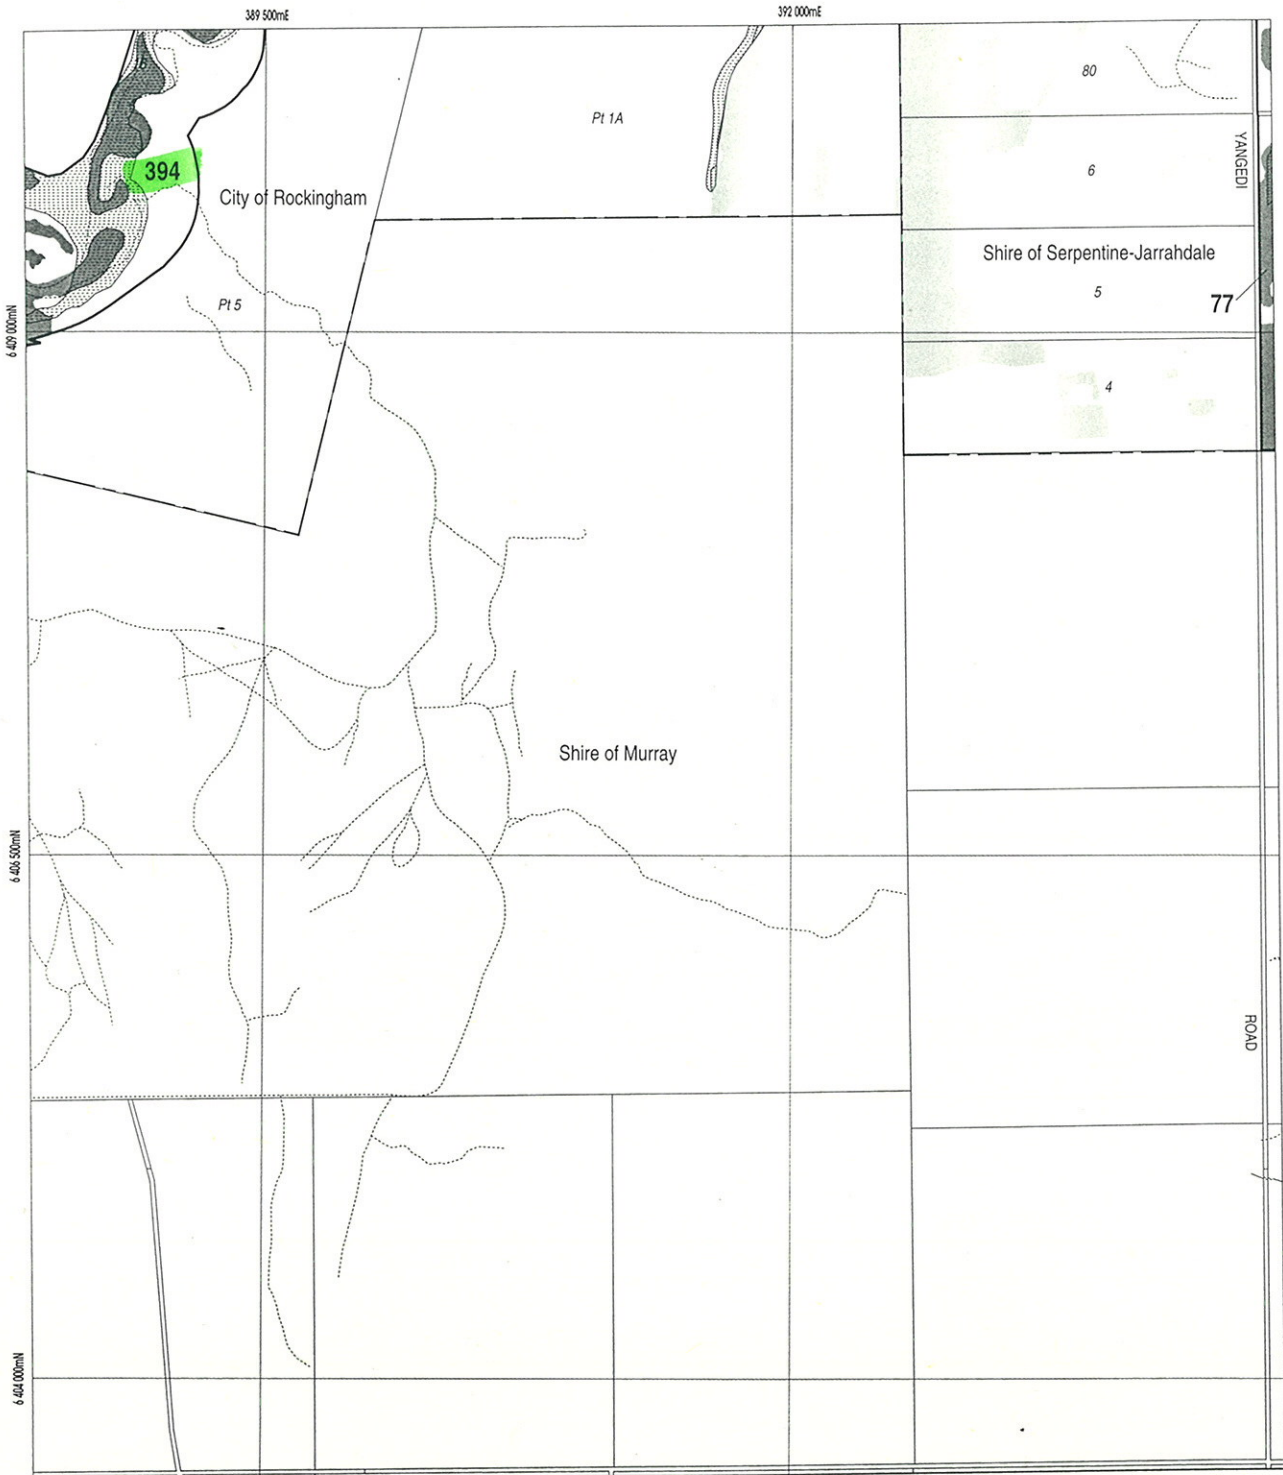 389 500mE
392 000mE
80
Pt 1A
YANGEDI
394
6
City of Rockingham
Shire of Serpentine-Jarrahdale
5
77
Pt 5
6 409 000mN
4
Shire of Murray
6 406 500mN
ROAD
6 404 000mN